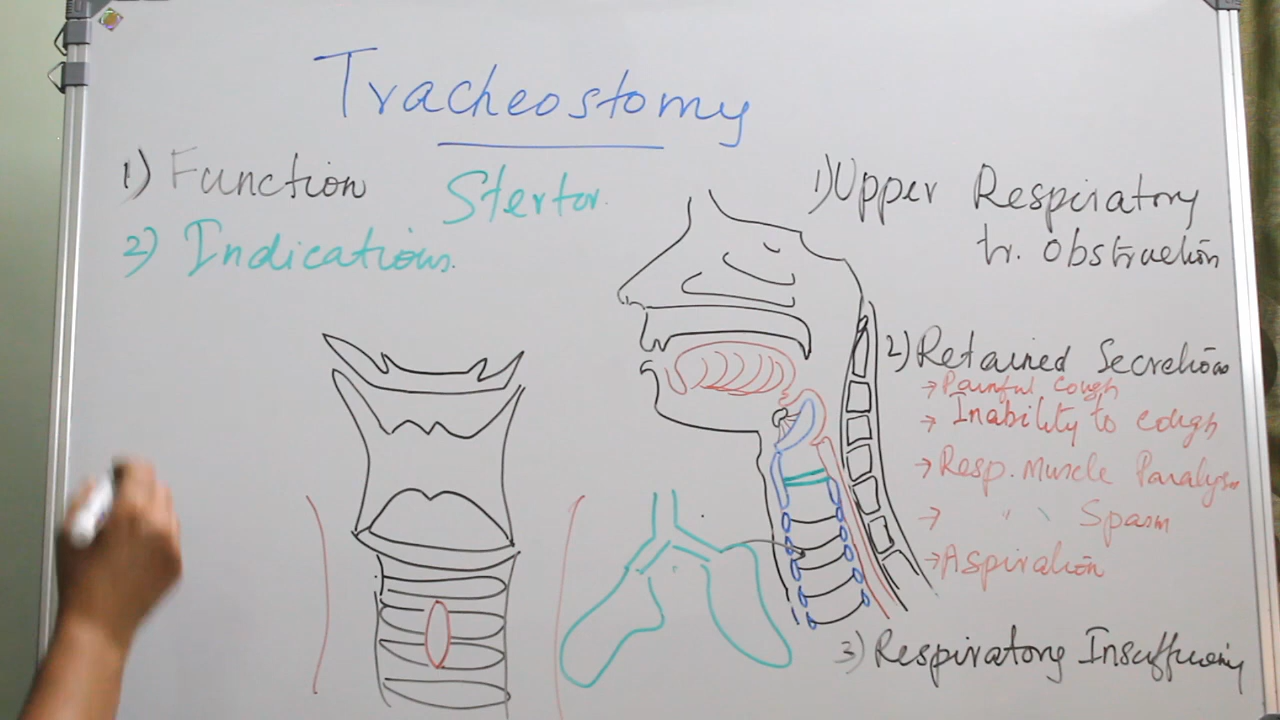 Tracheostomy
1) Function
Stertor.
2) Indications.
1) Upper Respiratory
tr. Obstruction
2) Retained Secretions
→ Painful cough
→ Inability to cough
→ Resp. Muscle Paralysis
→ " " Spasm
→ Aspiration
3) Respiratory Insufficiency